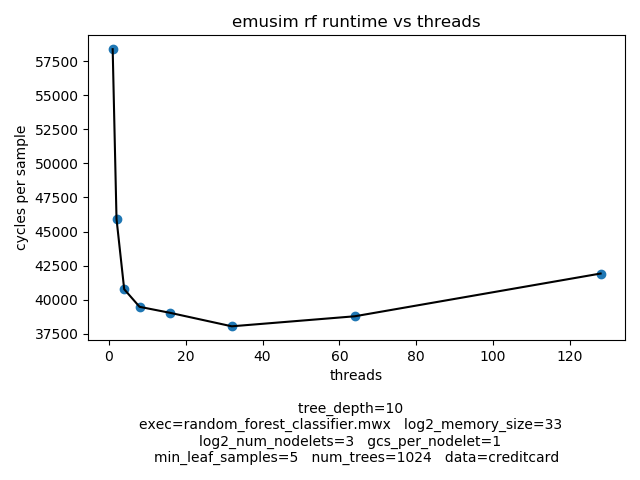 emusim rf runtime vs threads
57500
55000
52500
50000
47500
45000
42500
40000
37500
cycles per sample
0 20 40 60 80 100 120
threads
tree_depth=10
exec=random_forest_classifier.mwx log2_memory_size=33
log2_num_nodelets=3 gcs_per_nodelet=1
min_leaf_samples=5 num_trees=1024 data=creditcard